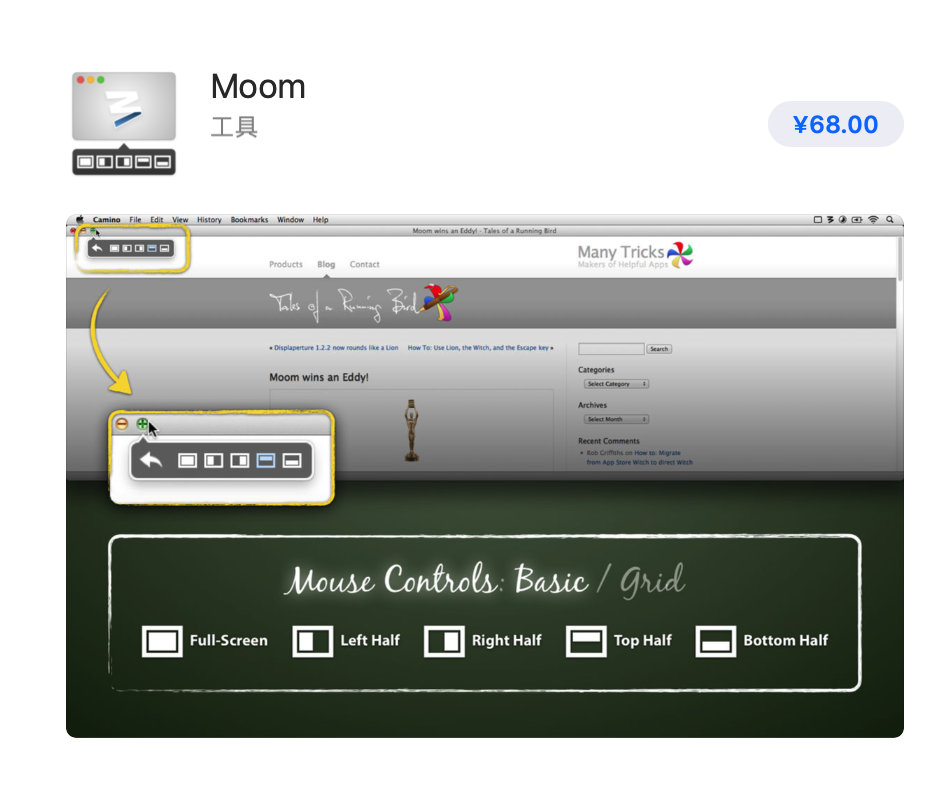 Moom
工具
¥68.00
Camino File Edit View History Bookmarks Window Help
Moom wins an Eddy! - Tales of a Running Bird
Many Tricks
Makers of Helpful Apps
Products Blog Contact
Tales of a Running Bird
« Displaperture 1.2.2 now rounds like a Lion How To: Use Lion, the Witch, and the Escape key »
Search
Moom wins an Eddy!
Categories
Select Category
Archives
Select Month
Recent Comments
• Rob Griffiths on How to: Migrate
from App Store Witch to direct Witch
Mouse Controls: Basic / Grid
Full-Screen Left Half Right Half Top Half Bottom Half